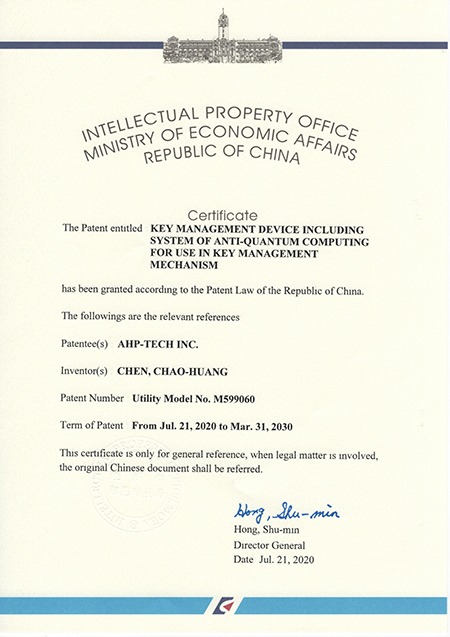 INTELLECTUAL PROPERTY OFFICE
MINISTRY OF ECONOMIC AFFAIRS
REPUBLIC OF CHINA
Certificate
The Patent entitled KEY MANAGEMENT DEVICE INCLUDING
SYSTEM OF ANTI-QUANTUM COMPUTING
FOR USE IN KEY MANAGEMENT
MECHANISM
has been granted according to the Patent Law of the Republic of China.
The followings are the relevant references
Patentee(s) AHP-TECH INC.
Inventor(s) CHEN, CHAO-HUANG
Patent Number Utility Model No. M599060
Term of Patent From Jul. 21, 2020 to Mar. 31, 2030
This certificate is only for general reference, when legal matter is involved,
the original Chinese document shall be referred.
Hong, Shu-min
Hong, Shu-min
Director General
Date Jul. 21, 2020